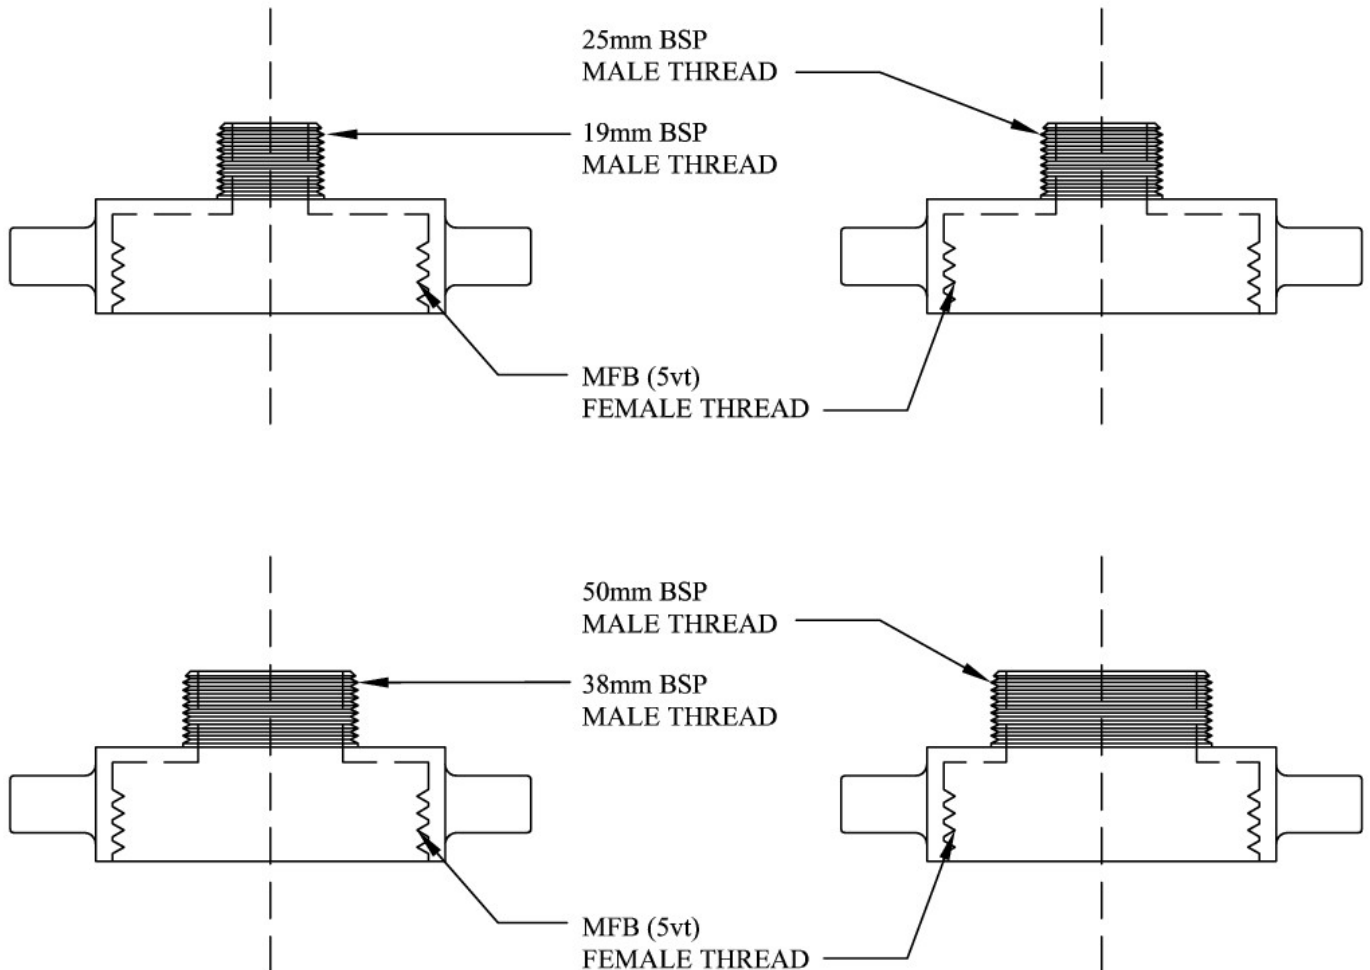 25mm BSP
MALE THREAD
19mm BSP
MALE THREAD
MFB (5vt)
FEMALE THREAD
50mm BSP
MALE THREAD
38mm BSP
MALE THREAD
MFB (5vt)
FEMALE THREAD